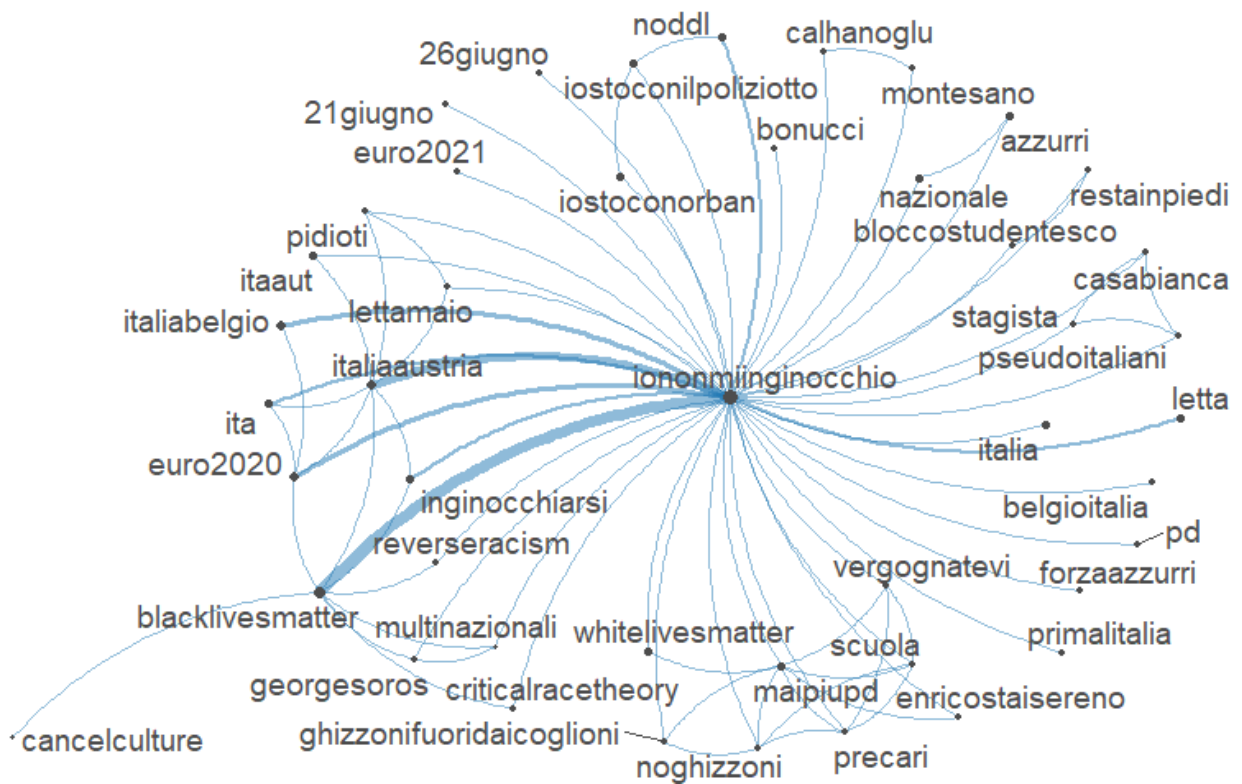 noddl
calhanoglu
26giugno
iostoconilpoliziotto
montesano
21giugno
bonucci
azzurri
euro2021
nazionale
restainpiedi
iostoconorban
bloccostudentesco
pidioti
itaaut
casabianca
lettamaio
italiabelgio
stagista
pseudoitaliani
italiaaustria
Iononmiinginocchio
letta
ita
italia
euro2020
inginocchiarsi
belgioitalia
reverseracism
pd
vergognatevi
forzaazzurri
blacklivesmatter
multinazionali
whitelivesmatter
scuola
primalitalia
georgesoros
criticalracetheory
maipiupd
enricostaisereno
cancelculture
ghizzonifuoridaicoglioni
noghizzoni
precari